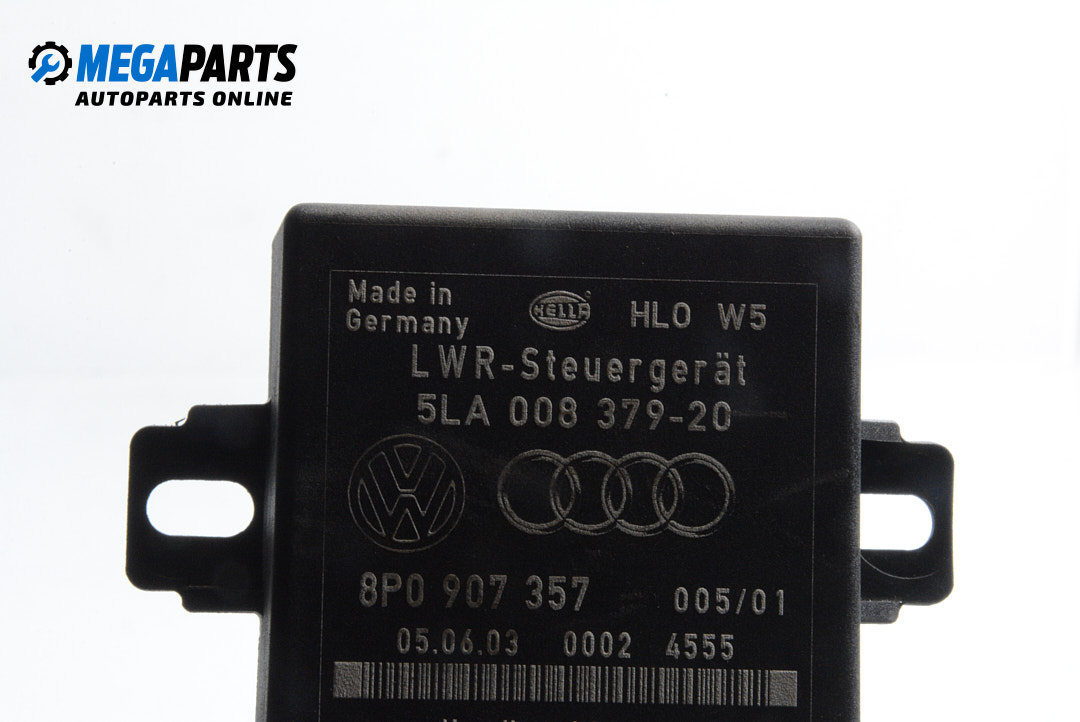 MEGAPARTS
AUTOPARTS ONLINE
Made in
Germany
HELLA
HLO W5
LWR-Steuergerät
5LA 008 379-20
8P0 907 357
005/01
05.06.03 0002 4555